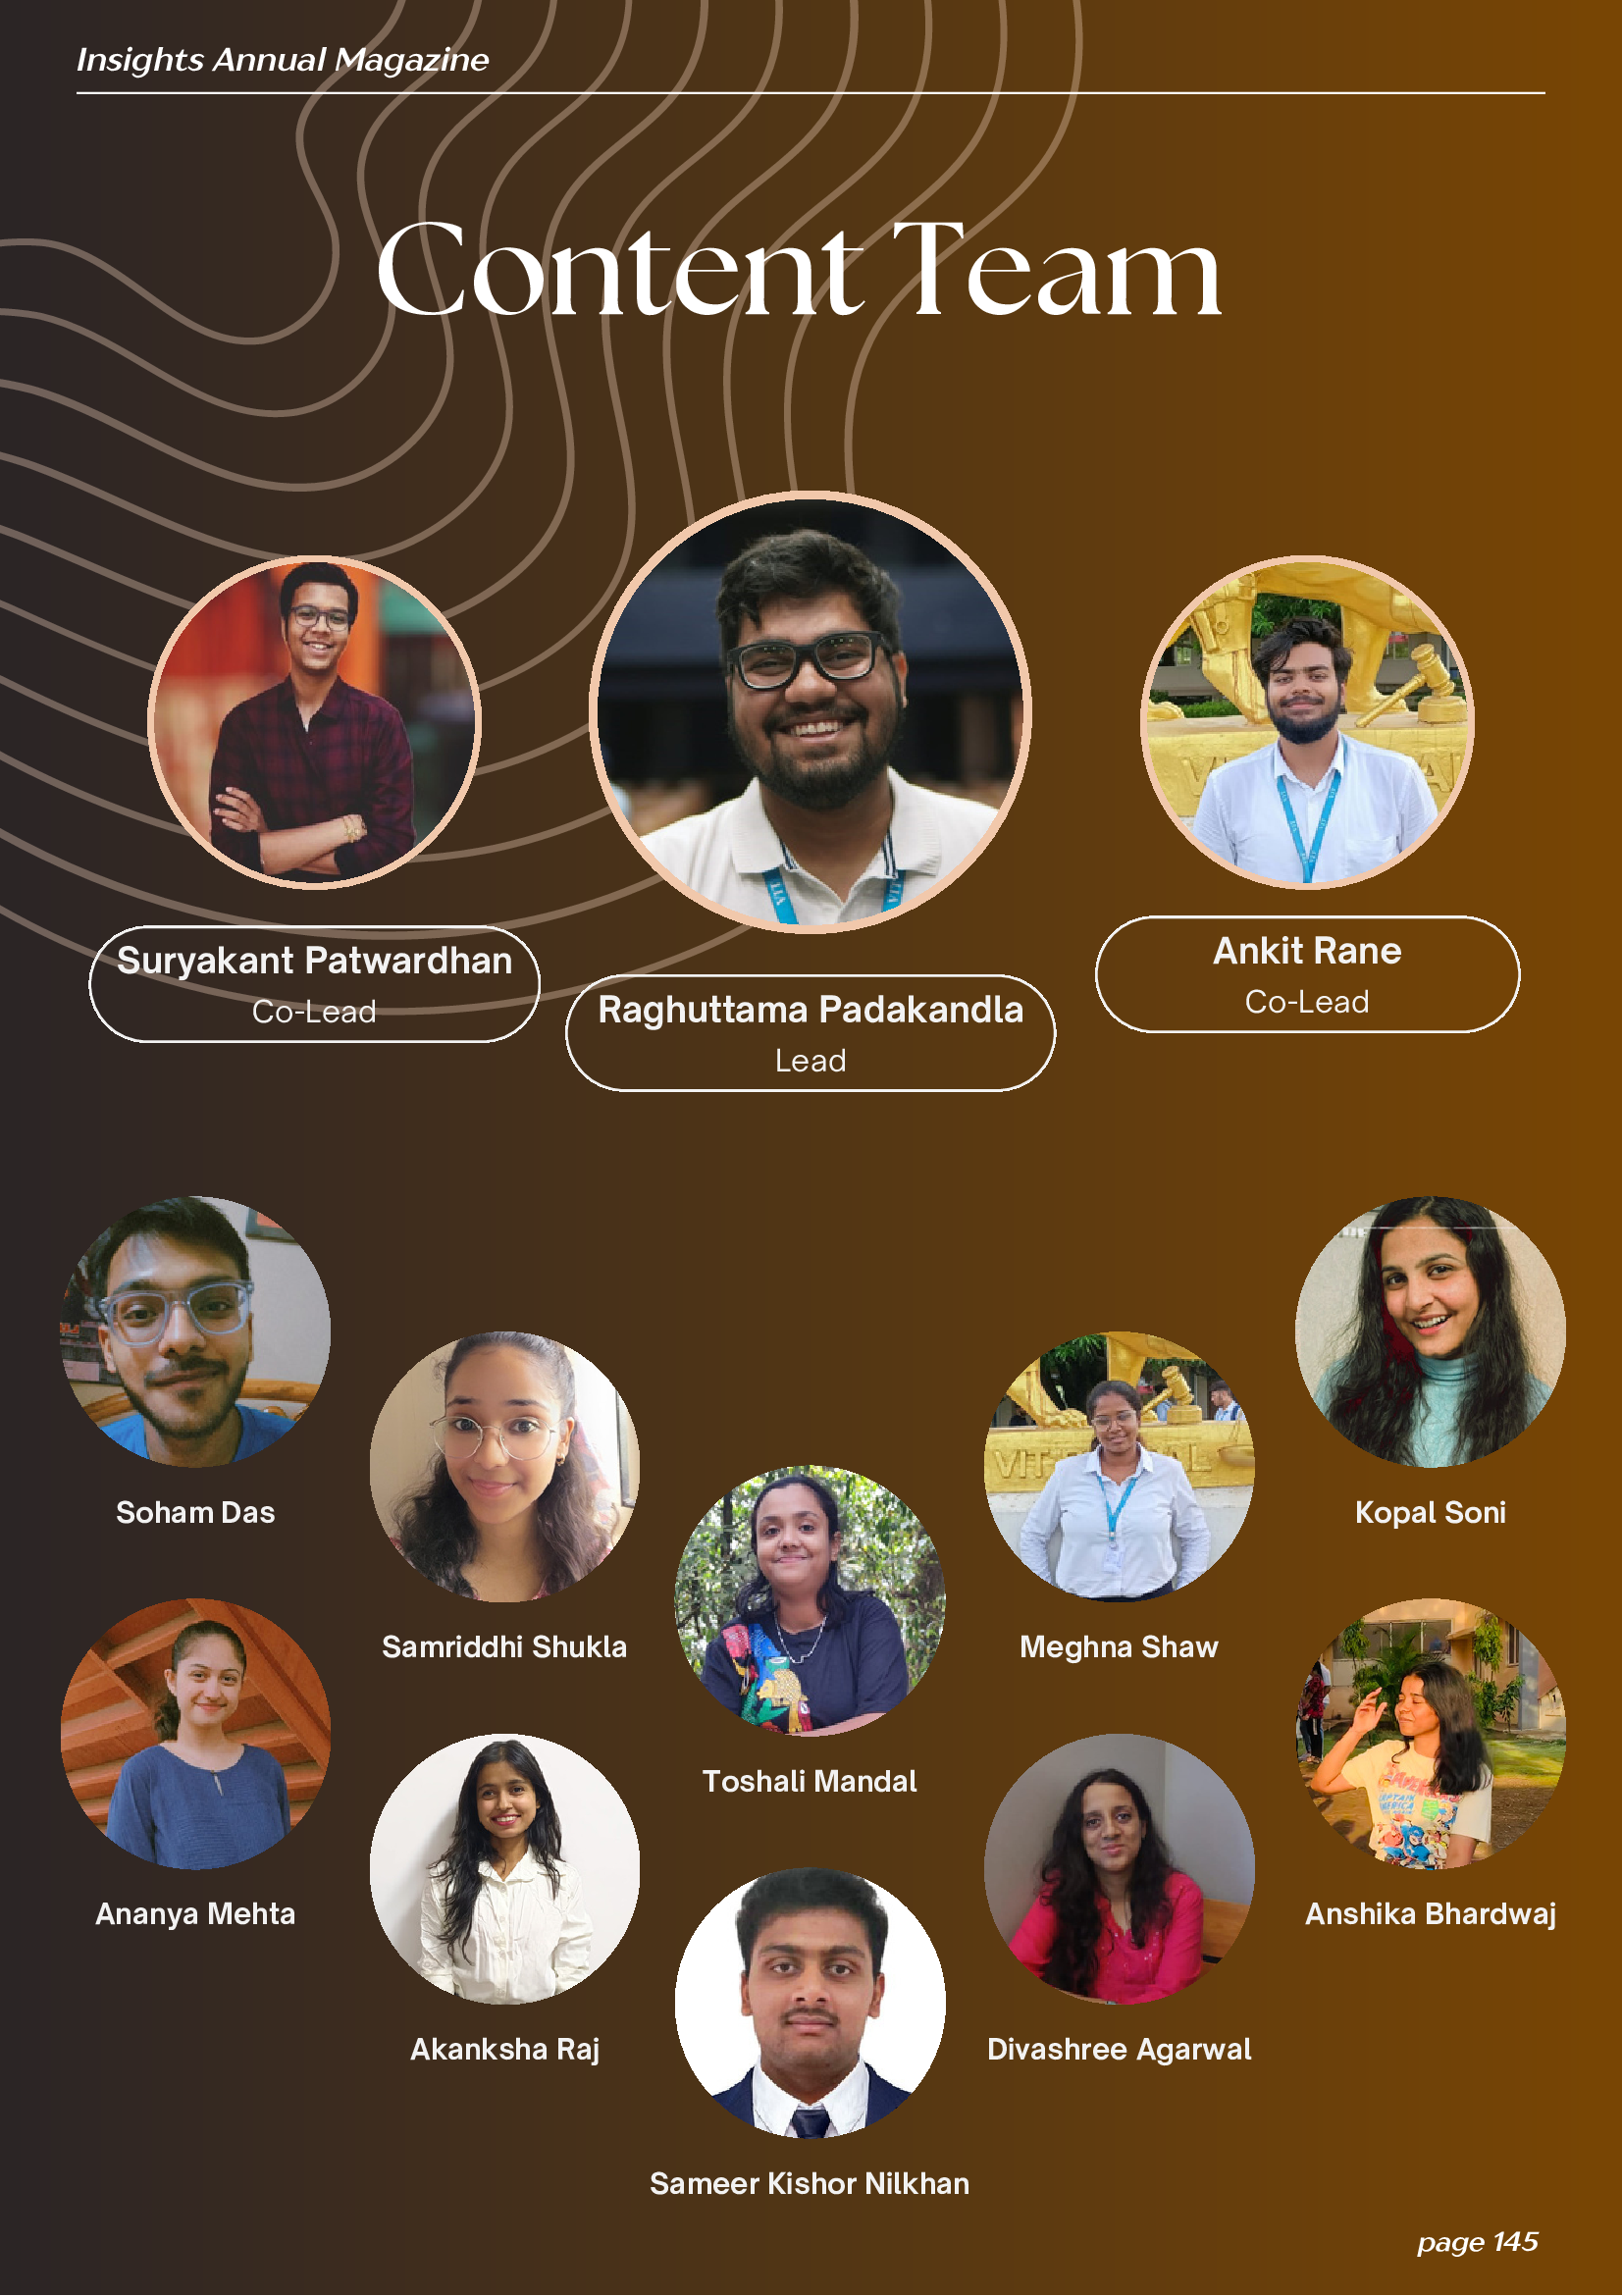 Insights Annual Magazine
Content Team
Suryakant Patwardhan
Co-Lead
Raghuttama Padakandla
Lead
Ankit Rane
Co-Lead
Soham Das
Kopal Soni
Samriddhi Shukla
Meghna Shaw
Toshali Mandal
Ananya Mehta
Anshika Bhardwaj
Akanksha Raj
Divashree Agarwal
Sameer Kishor Nilkhan
page 145